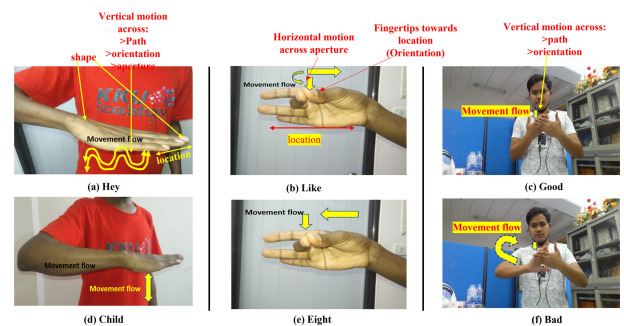 Vertical motion
across:
>Path
>orientation
>aperture
shape
Movement flow
location
(a) Hey
Horizontal motion
across aperture
Fingertips towards
location
(Orientation)
Movement flow
location
(b) Like
Vertical motion across:
>path
>orientation
Movement flow
(c) Good
Movement flow
Movement flow
(d) Child
Movement flow
(e) Eight
Movement flow
(f) Bad